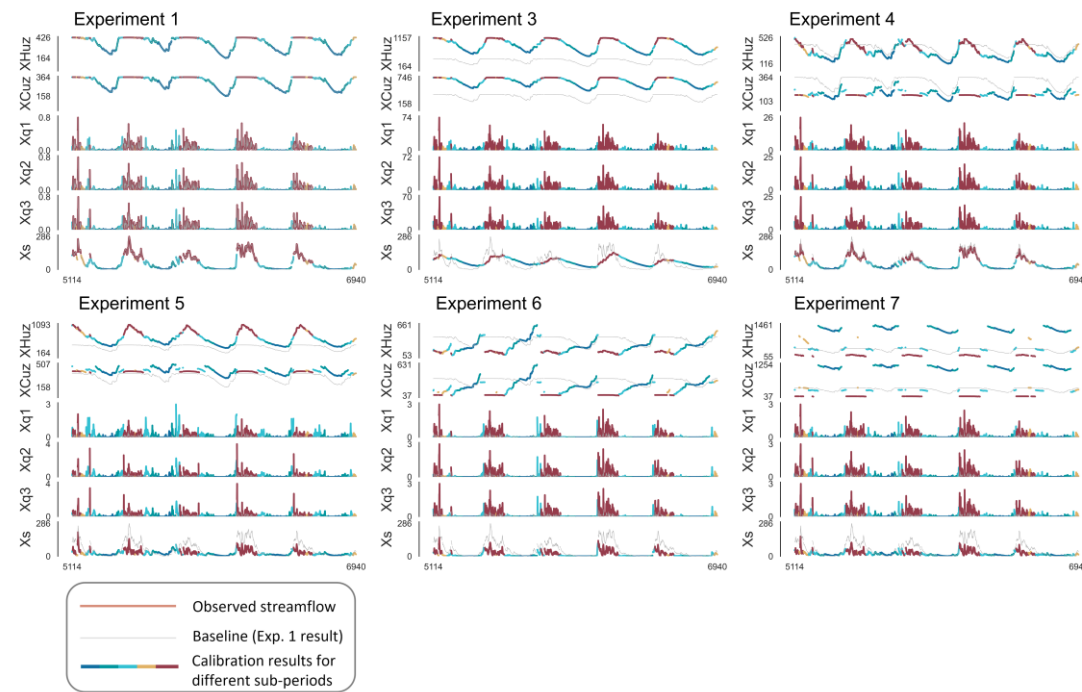 Experiment 1
XHuz
426
164
XCuz
364
158
Xq1
0.8
0.0
Xq2
0.8
0.0
Xq3
0.8
0.0
Xs
286
0
5114
6940
Experiment 3
XHuz
1157
164
XCuz
746
158
Xq1
74
0
Xq2
72
0
Xq3
70
0
Xs
286
0
5114
6940
Experiment 4
XHuz
526
116
XCuz
364
103
Xq1
26
0
Xq2
25
0
Xq3
25
0
Xs
286
0
5114
6940
Experiment 5
XHuz
1093
164
XCuz
507
158
Xq1
3
0
Xq2
4
0
Xq3
4
0
Xs
286
0
5114
6940
Experiment 6
XHuz
661
53
XCuz
631
37
Xq1
3
0
Xq2
3
0
Xq3
3
0
Xs
286
0
5114
6940
Experiment 7
XHuz
1461
55
XCuz
1254
37
Xq1
3
0
Xq2
3
0
Xq3
3
0
Xs
286
0
5114
6940
Observed streamflow
Baseline (Exp. 1 result)
Calibration results for
different sub-periods